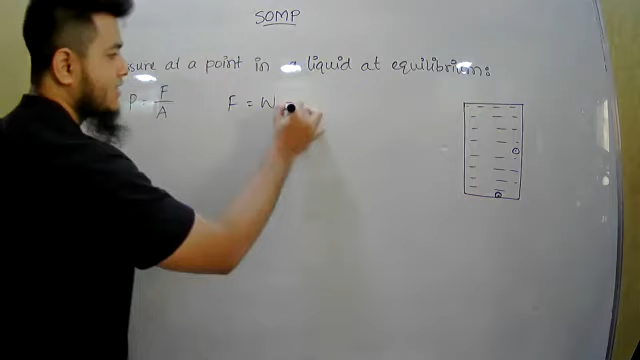 SOMP
sure at a point in a liquid at equilibrium:
P = F/A F = W =